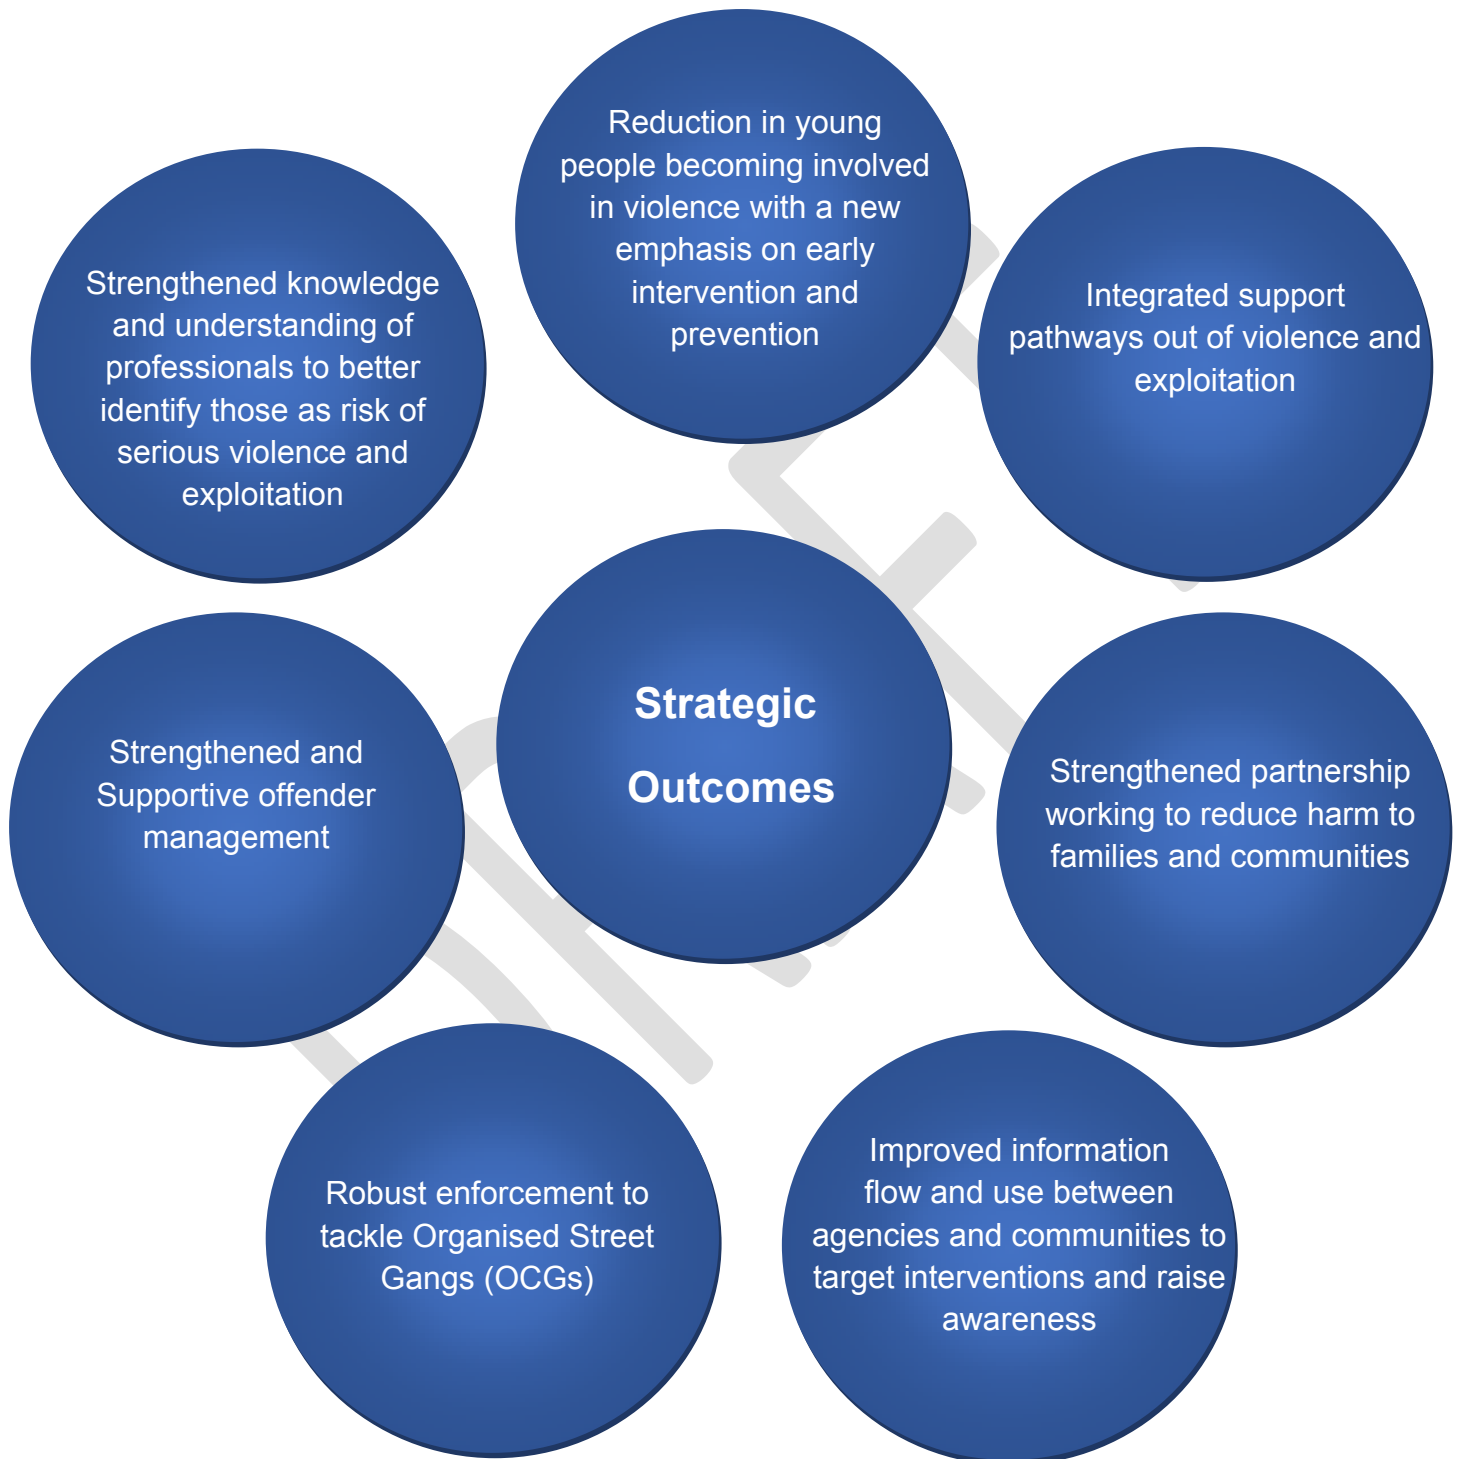 Reduction in young
people becoming involved
in violence with a new
emphasis on early
intervention and
prevention
Strengthened knowledge
and understanding of
professionals to better
identify those as risk of
serious violence and
exploitation
Integrated support
pathways out of violence and
exploitation
Strategic
Outcomes
Strengthened and
Supportive offender
management
Strengthened partnership
working to reduce harm to
families and communities
Robust enforcement to
tackle Organised Street
Gangs (OCGs)
Improved information
flow and use between
agencies and communities to
target interventions and raise
awareness